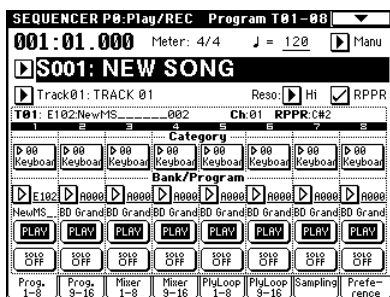 SEQUENCER P0:Play/REC Program T01-08
001:01.000 Meter: 4/4 ♩ = 120 Manu
S001: NEW SONG
Track01: TRACK 01 Reso: Hi RPPR
T01: E102:NewMS______002 Ch:01 RPPR:C#2
1 2 3 4 5 6 7 8
Category
00 00 00 00 00 00 00 00
Keyboar Keyboar Keyboar Keyboar Keyboar Keyboar Keyboar Keyboar
Bank/Program
E102 A000 A000 A000 A000 A000 A000 A000
NewMS_ BD Grand BD Grand BD Grand BD Grand BD Grand BD Grand BD Grand
PLAY PLAY PLAY PLAY PLAY PLAY PLAY PLAY
SOLO SOLO SOLO SOLO SOLO SOLO SOLO SOLO
OFF OFF OFF OFF OFF OFF OFF OFF
Prog. Prog. Mixer Mixer PlyLoop PlyLoop Sampling Prefe-
1-8 9-16 1-8 9-16 1-8 9-16 rence